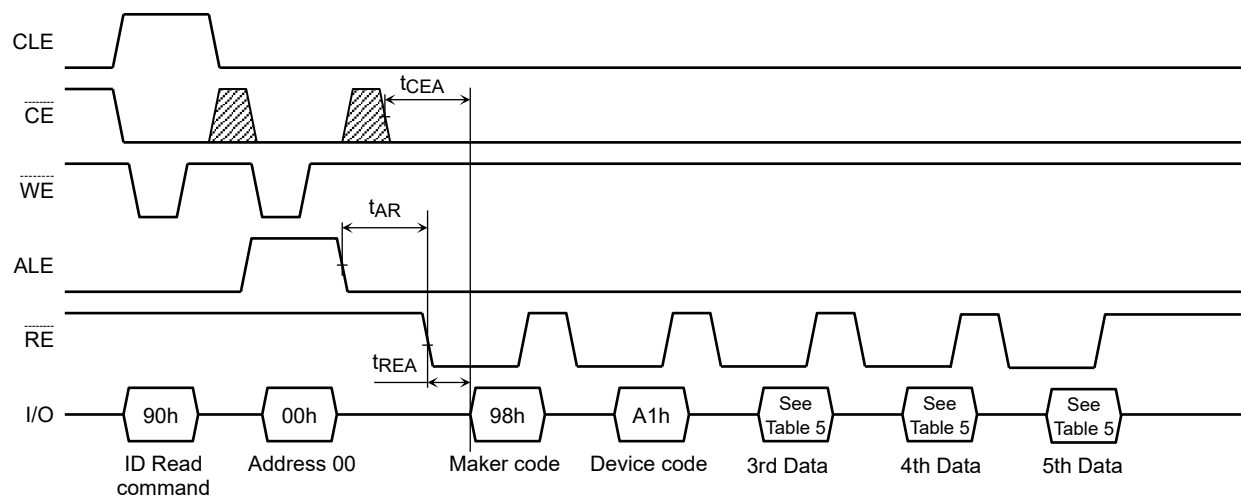 CLE
tCEA
CE
WE
tAR
ALE
RE
tREA
I/O
90h
00h
98h
A1h
See
Table 5
See
Table 5
See
Table 5
ID Read
command
Address 00
Maker code
Device code
3rd Data
4th Data
5th Data